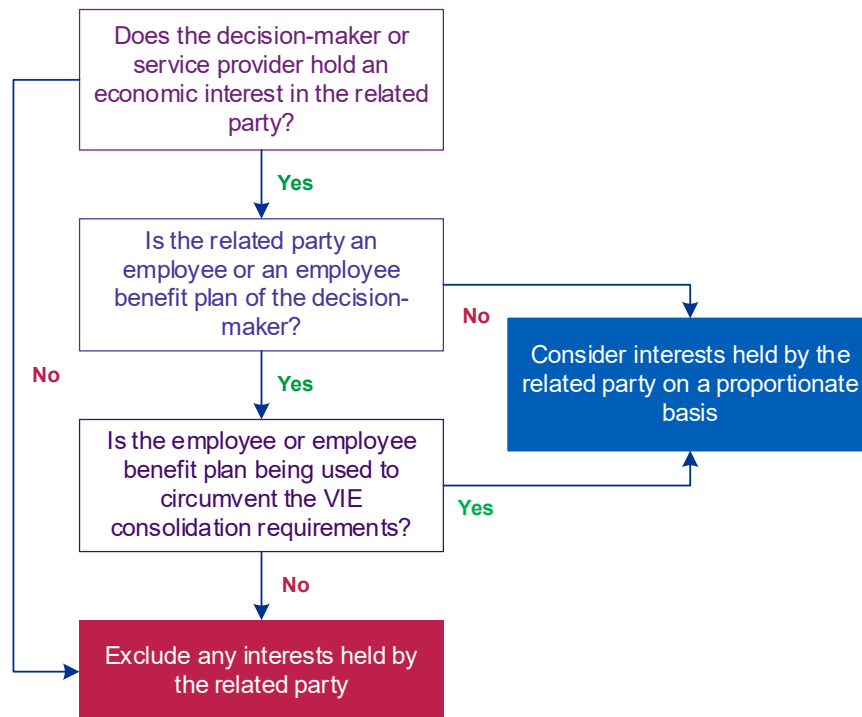 Does the decision-maker or
service provider hold an
economic interest in the related
party?
Yes
Is the related party an
employee or an employee
benefit plan of the decision-
maker?
No
Consider interests held by the
related party on a proportionate
basis
No
Yes
Is the employee or employee
benefit plan being used to
circumvent the VIE
consolidation requirements?
Yes
No
Exclude any interests held by
the related party